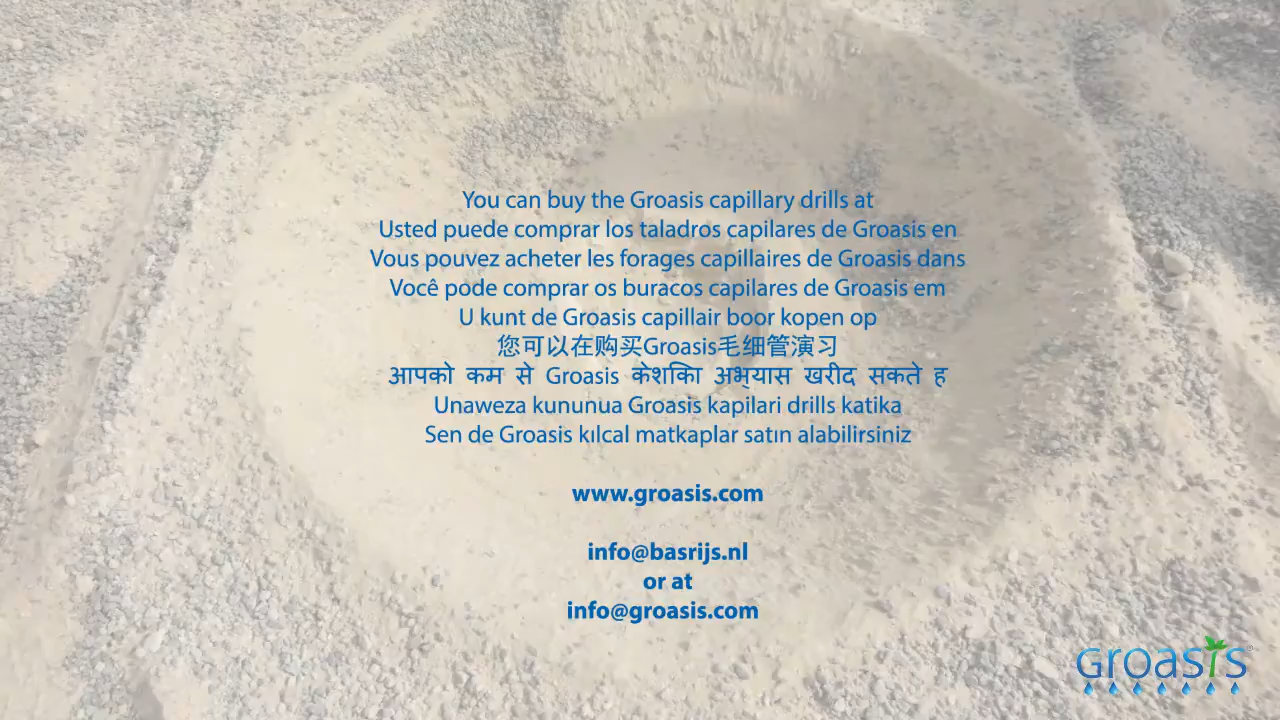 You can buy the Groasis capillary drills at
Usted puede comprar los taladros capilares de Groasis en
Vous pouvez acheter les forages capillaires de Groasis dans
Você pode comprar os buracos capilares de Groasis em
U kunt de Groasis capillair boor kopen op
您可以在购买Groasis毛细管演习
आपको कम से Groasis केशिका अभ्यास खरीद सकते ह
Unaweza kununua Groasis kapilari drills katika
Sen de Groasis kılcal matkaplar satın alabilirsiniz
www.groasis.com
info@basrijs.nl
or at
info@groasis.com
Groasis®